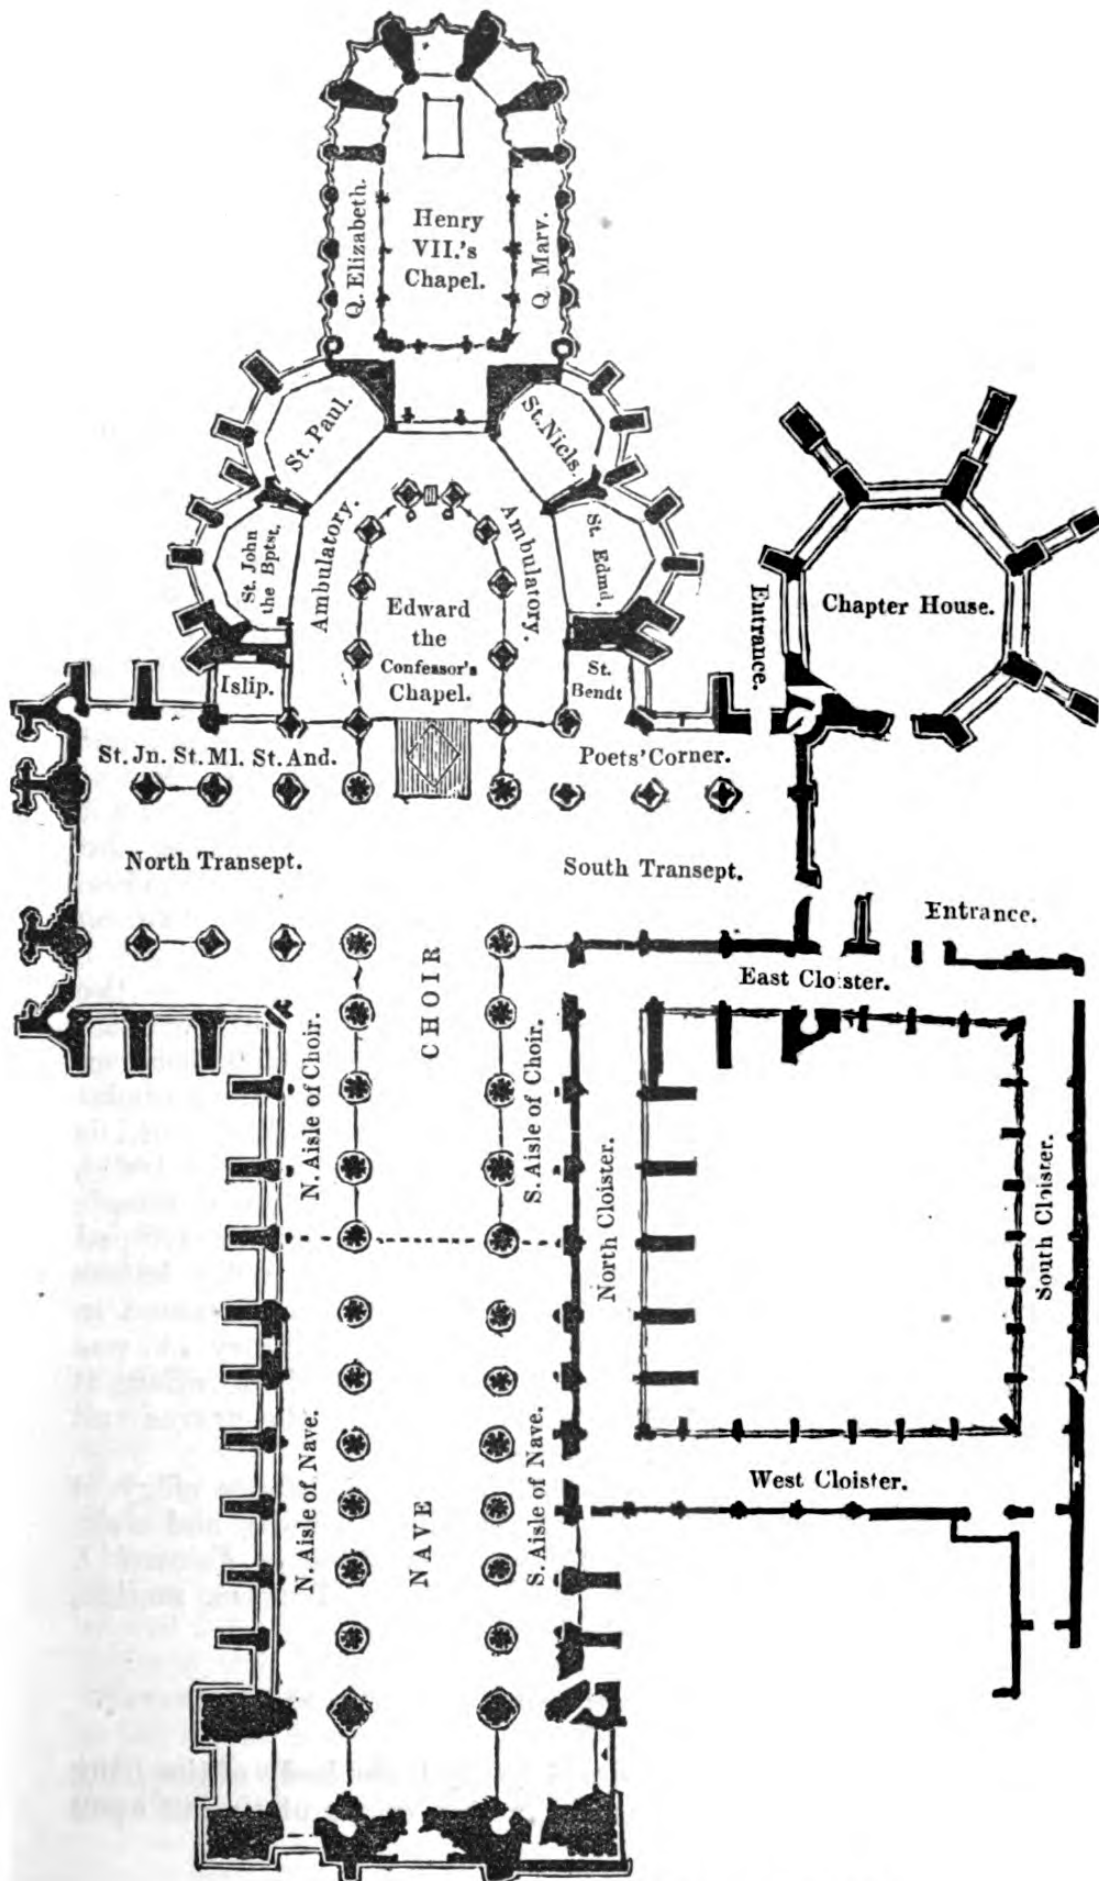 Henry
VII.'s
Chapel.
Q. Elizabeth.
Q. Mary.
St. Paul.
St. Nicls.
Ambulatory.
Ambulatory.
St. John
the Bptst.
St. Edmd.
Edward
the
Confessor's
Chapel.
Islip.
St.
Bendt
Entrance.
Chapter House.
St. Jn. St. Ml. St. And.
Poets' Corner.
North Transept.
South Transept.
Entrance.
CHOIR
East Cloister.
N. Aisle of Choir.
S. Aisle of Choir.
North Cloister.
South Cloister.
N. Aisle of Nave.
NAVE
S. Aisle of Nave.
West Cloister.